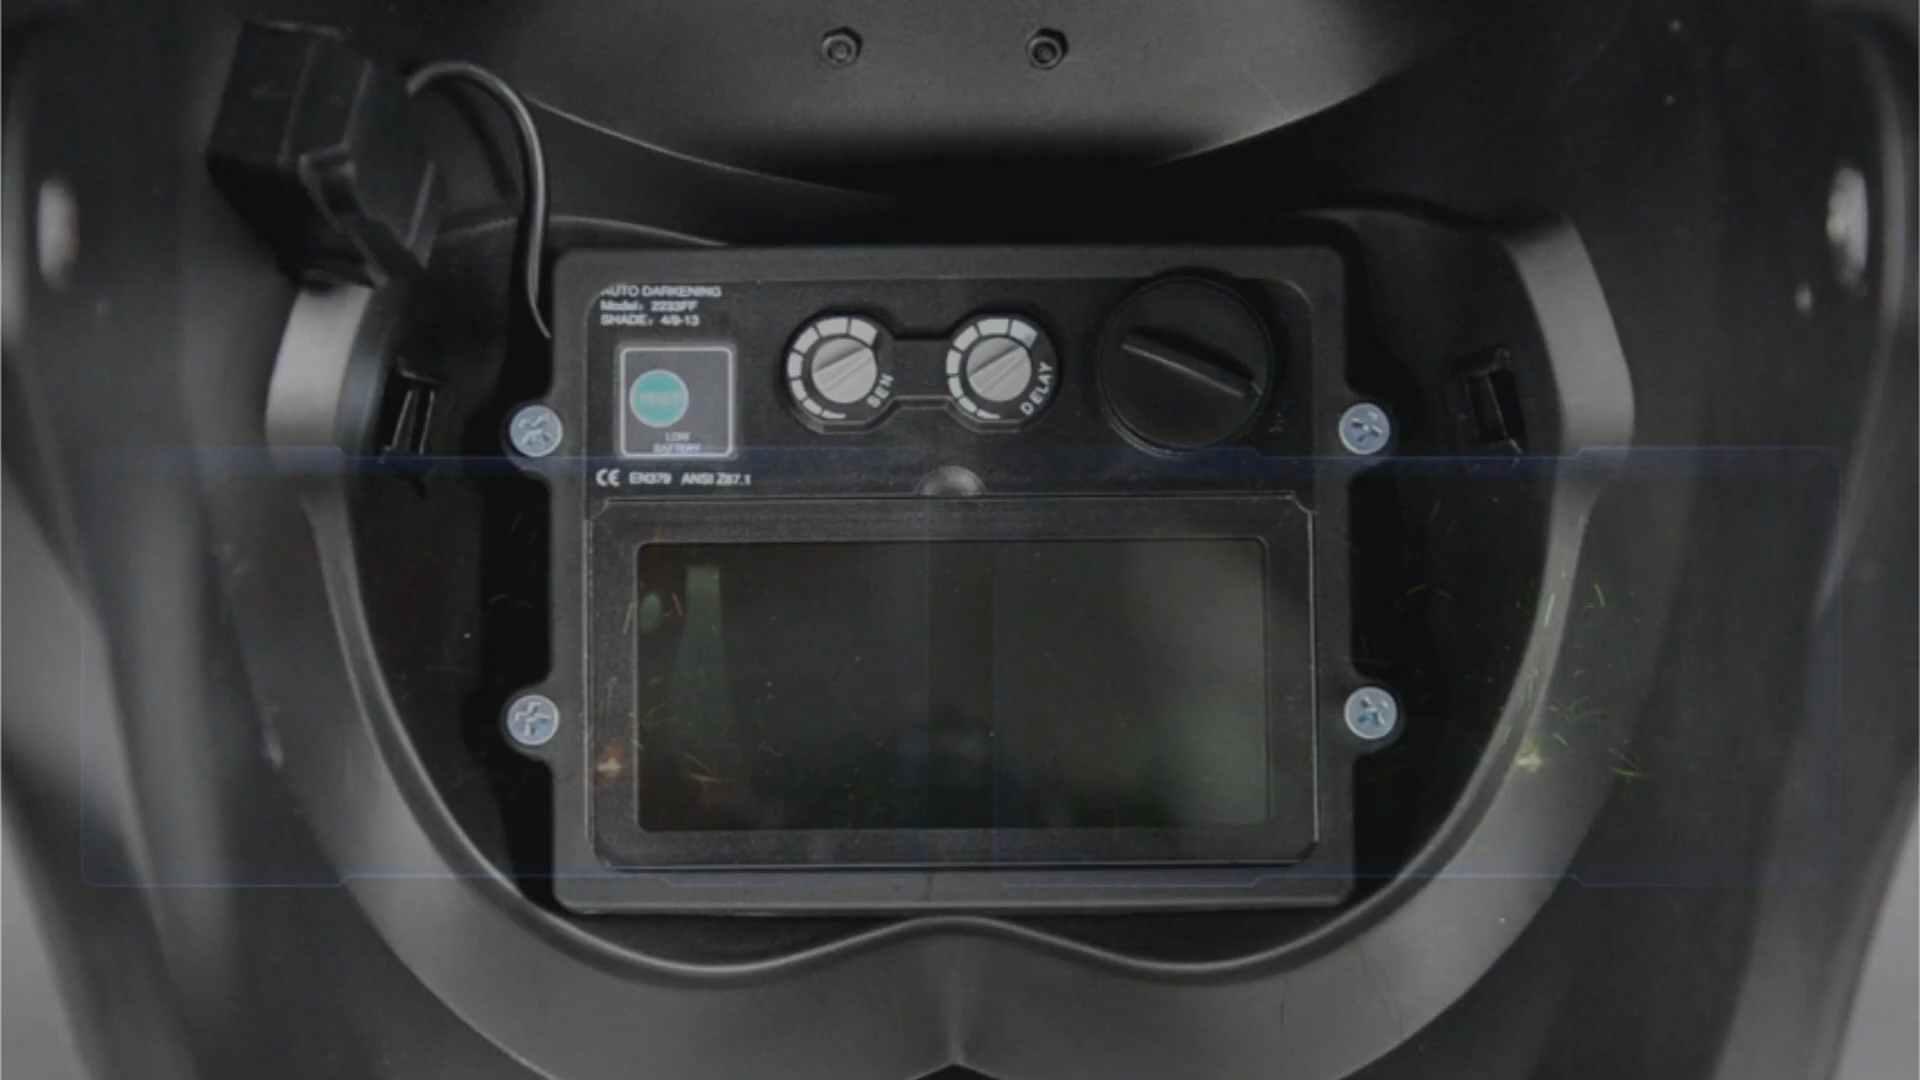 AUTO DARKENING
Model: 2233FF
SHADE: 4/9-13
TEST
LOW
BATTERY
SEN
DELAY
CE EN379 ANSI Z87.1